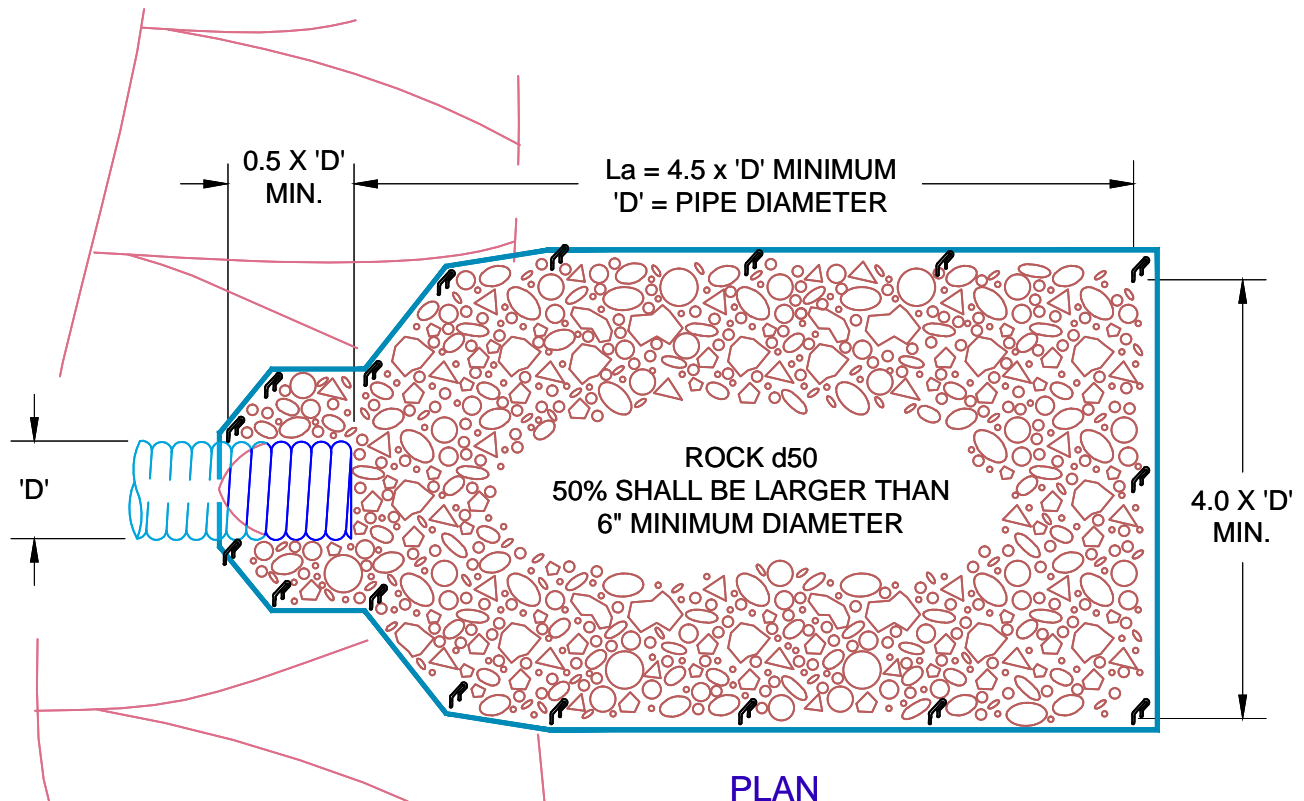 0.5 X 'D'
MIN.
La = 4.5 x 'D' MINIMUM
'D' = PIPE DIAMETER
'D'
ROCK d50
50% SHALL BE LARGER THAN
6" MINIMUM DIAMETER
4.0 X 'D'
MIN.
PLAN